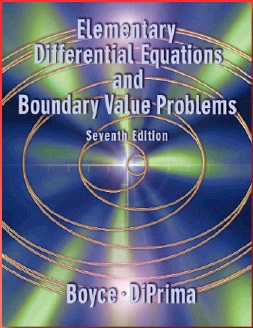 Elementary
Differential Equations
and
Boundary Value Problems
Seventh Edition
Boyce · DiPrima